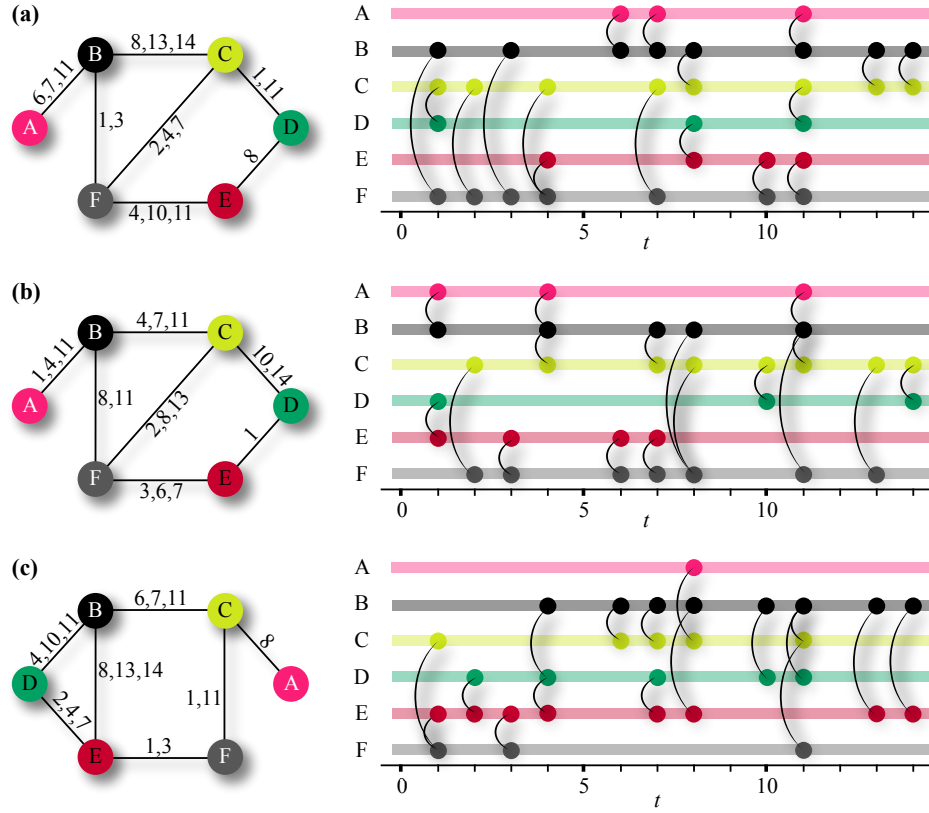 (a)
B
8,13,14
C
6,7,11
1,11
A
1,3
2,4,7
D
8
F
4,10,11
E
A
B
C
D
E
F
0
5
10
t
(b)
B
4,7,11
C
1,4,11
10,14
A
8,11
2,8,13
D
1
F
3,6,7
E
A
B
C
D
E
F
0
5
10
t
(c)
B
6,7,11
C
4,10,11
8
D
8,13,14
1,11
A
2,4,7
E
1,3
F
A
B
C
D
E
F
0
5
10
t